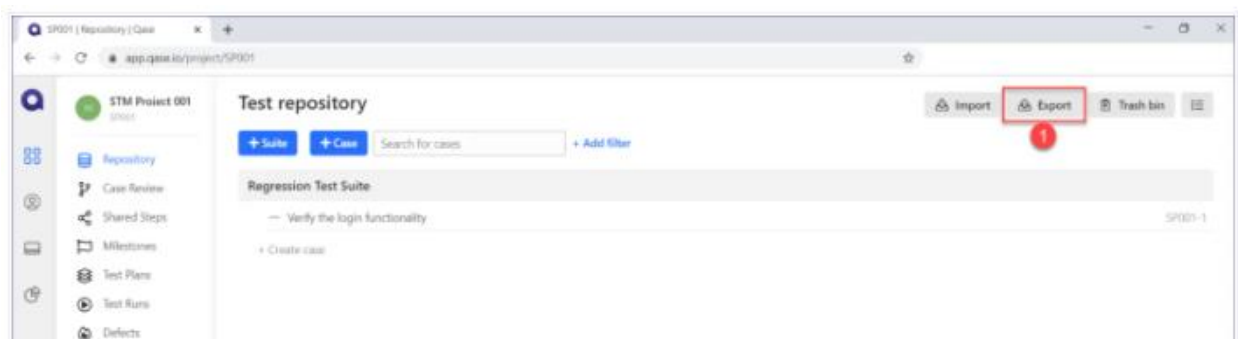 SP001 | Repository | Qase
app.qase.io/project/SP001
STM Project 001
SP001
Test repository
Import
Export
Trash bin
1
+ Suite
+ Case
Search for cases
+ Add filter
Repository
Case Review
Shared Steps
Milestones
Test Plans
Test Runs
Defects
Regression Test Suite
Verify the login functionality
SP001-1
+ Create case